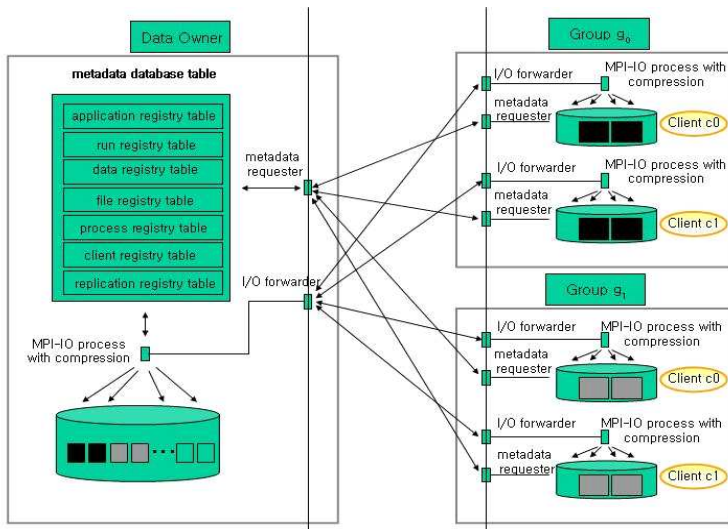 Data Owner
metadata database table
application registry table
run registry table
data registry table
file registry table
process registry table
client registry table
replication registry table
metadata
requester
I/O forwarder
MPI-IO process
with compression
Group g0
I/O forwarder
MPI-IO process with
compression
metadata
requester
Client c0
I/O forwarder
MPI-IO process with
compression
metadata
requester
Client c1
Group g1
I/O forwarder
MPI-IO process with
compression
metadata
requester
Client c0
I/O forwarder
MPI-IO process with
compression
metadata
requester
Client c1